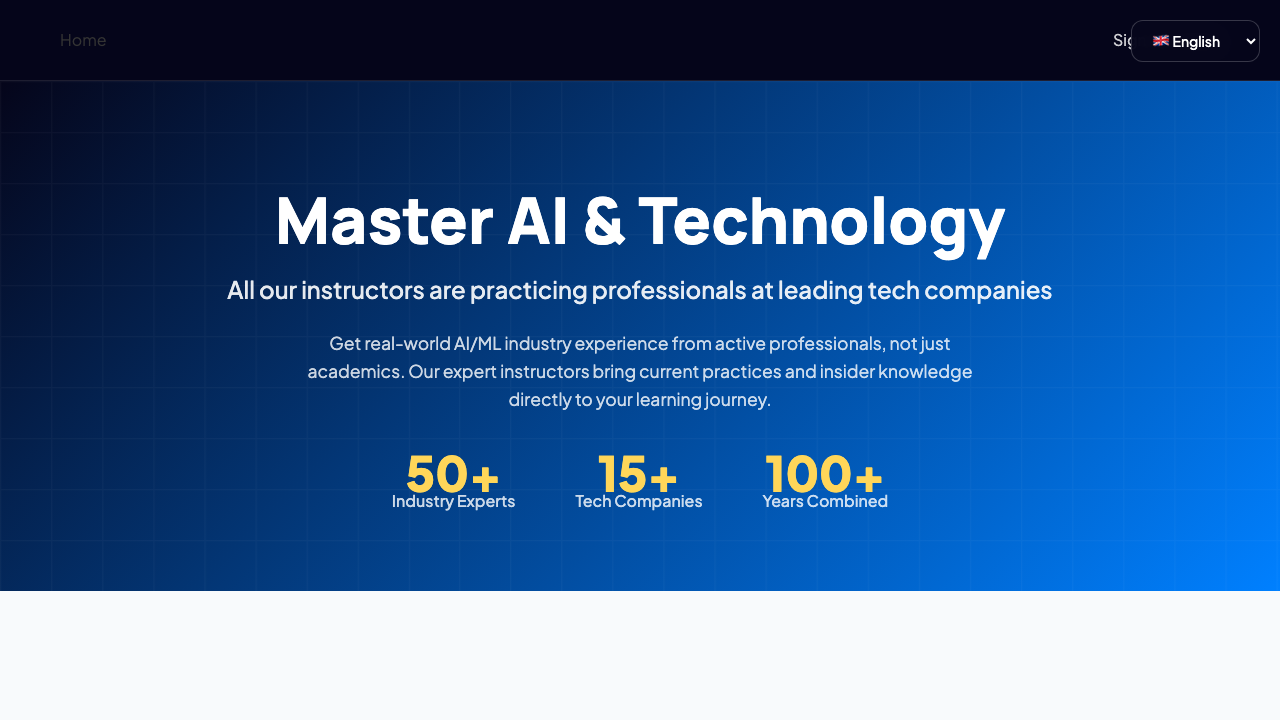 Home
English
Master AI & Technology
All our instructors are practicing professionals at leading tech companies
Get real-world AI/ML industry experience from active professionals, not just
academics. Our expert instructors bring current practices and insider knowledge
directly to your learning journey.
50+ 15+ 100+
Industry Experts Tech Companies Years Combined